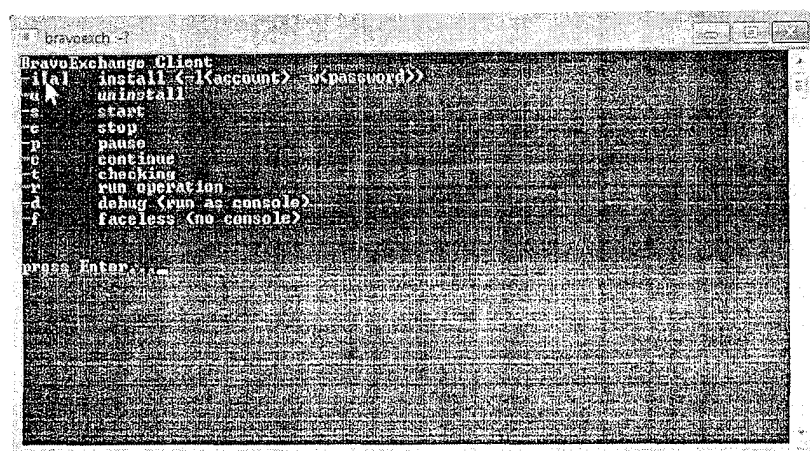 bravoexch -?
BravoExchange Client
-i[a] install (-l<account> -w<password>)
-u uninstall
-s start
-e stop
-p pause
-c continue
-t checking
-r run operation
-d debug (run as console)
-f faceless (no console)
press Enter..._